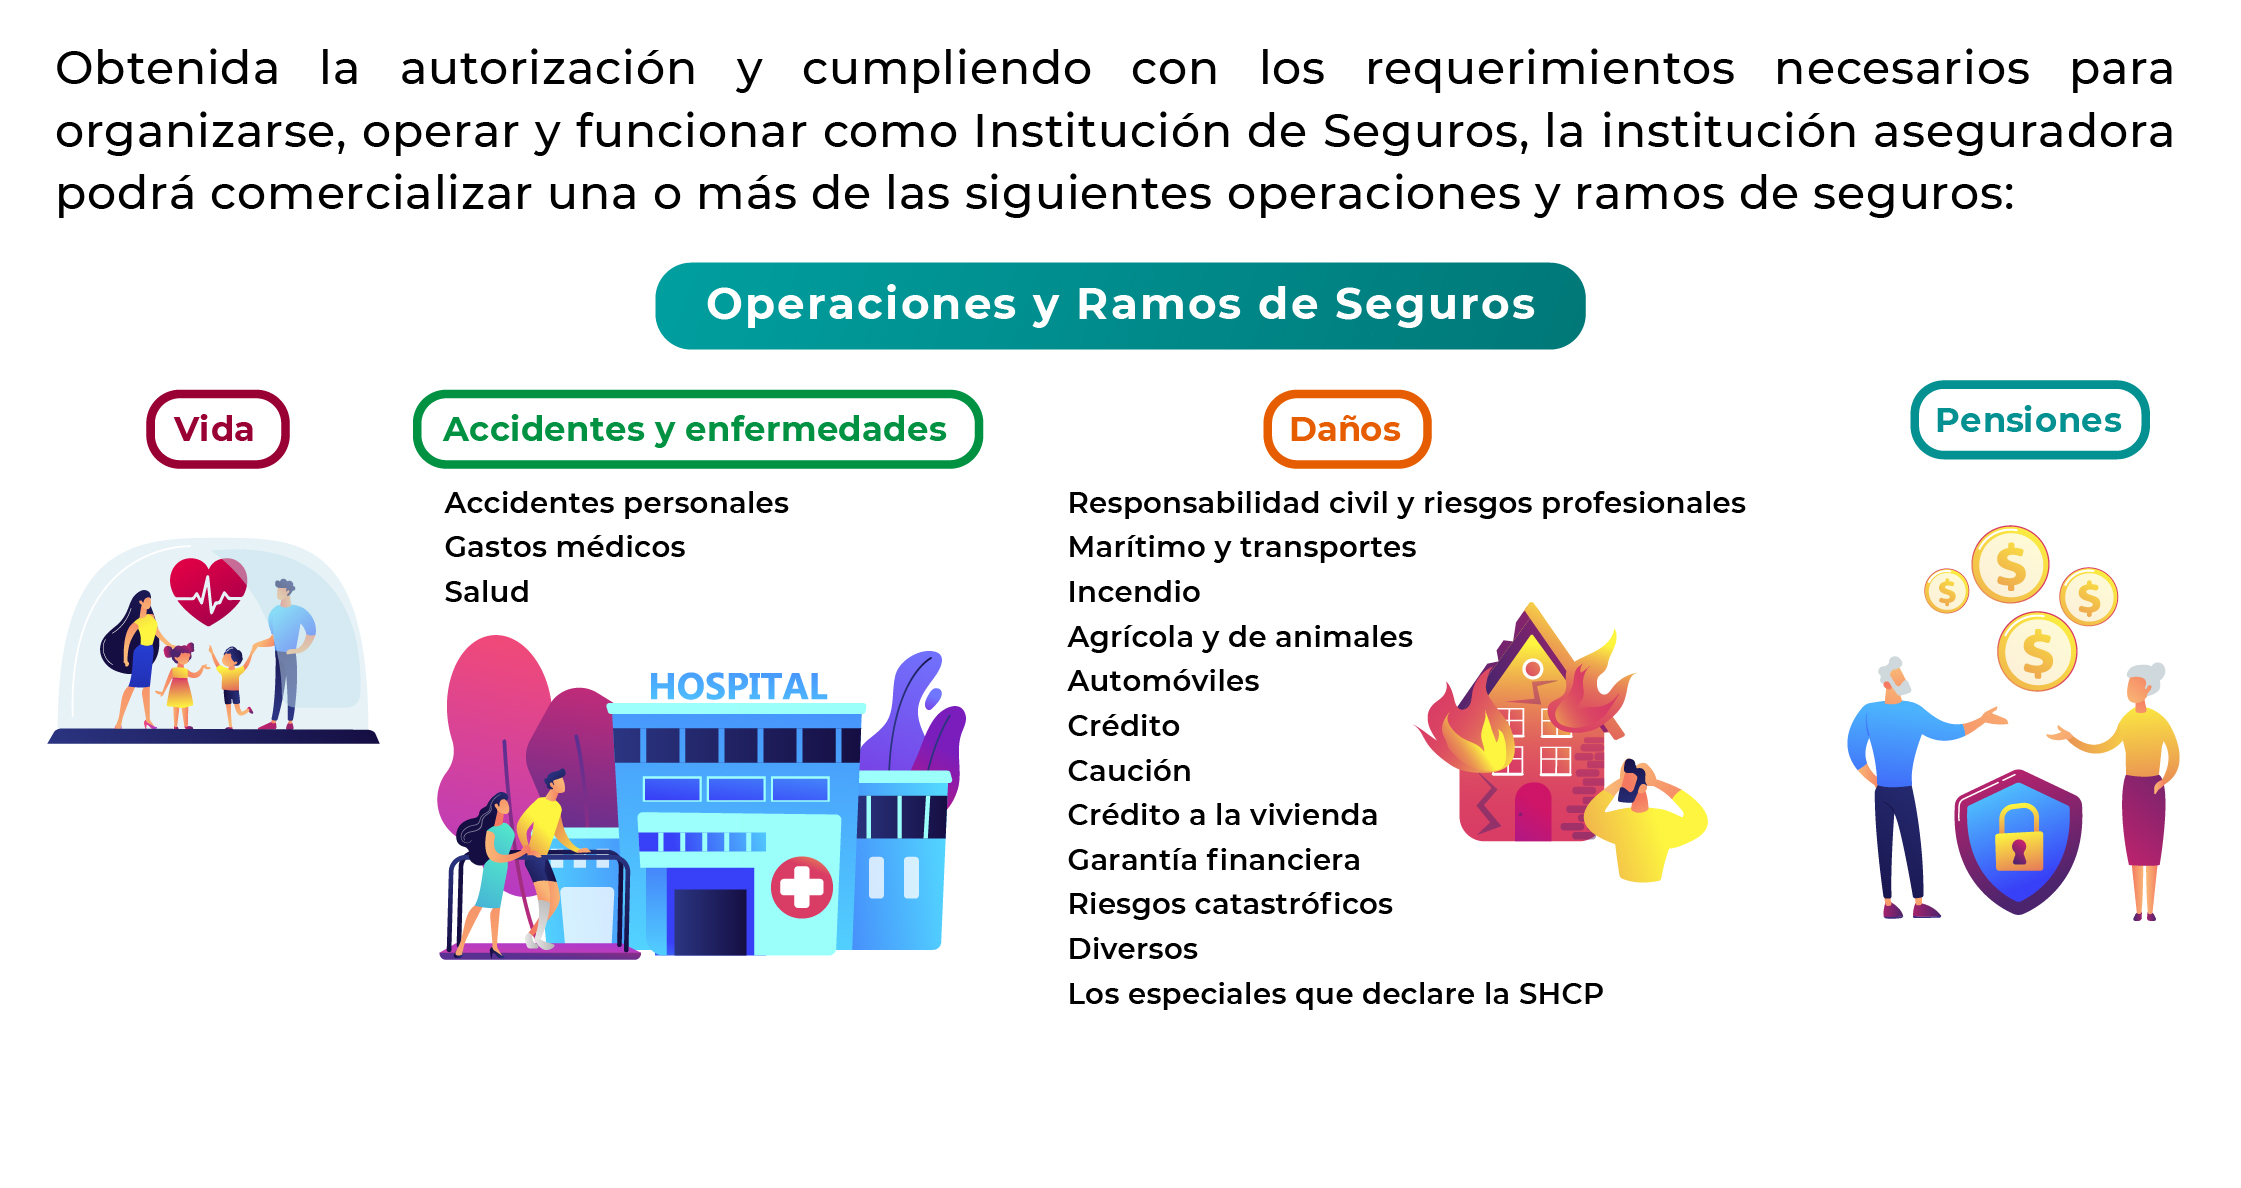 Obtenida la autorización y cumpliendo con los requerimientos necesarios para
organizarse, operar y funcionar como Institución de Seguros, la institución aseguradora
podrá comercializar una o más de las siguientes operaciones y ramos de seguros:
Operaciones y Ramos de Seguros
Vida
Accidentes y enfermedades
Accidentes personales
Gastos médicos
Salud
HOSPITAL
Daños
Responsabilidad civil y riesgos profesionales
Marítimo y transportes
Incendio
Agrícola y de animales
Automóviles
Crédito
Caución
Crédito a la vivienda
Garantía financiera
Riesgos catastróficos
Diversos
Los especiales que declare la SHCP
Pensiones
$
$
$
$